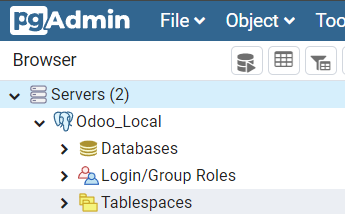 pgAdmin File Object Too
Browser
Servers (2)
Odoo_Local
Databases
Login/Group Roles
Tablespaces